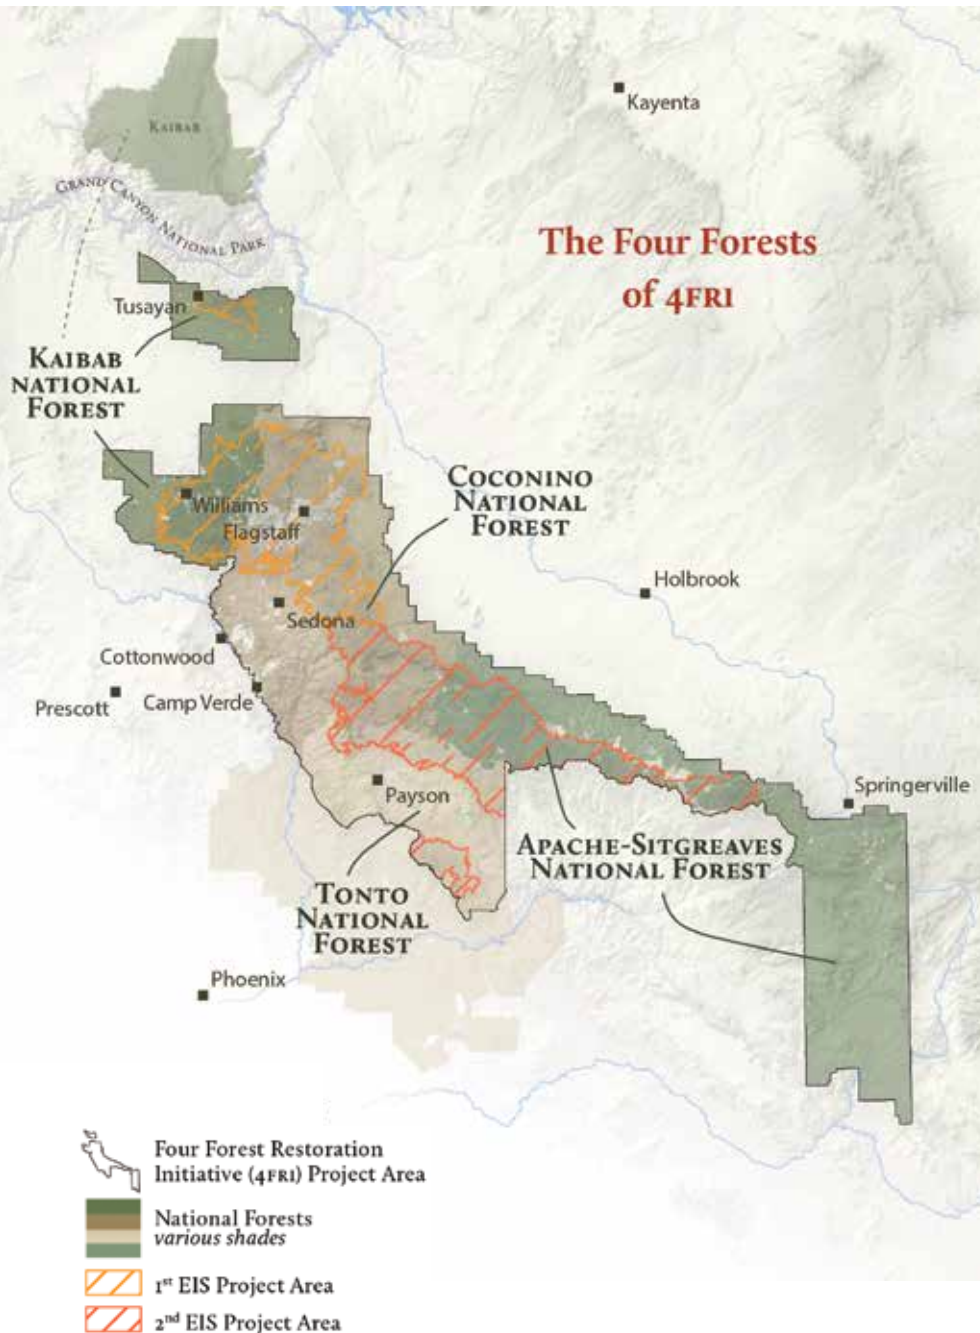 Kayenta
KAIBAB
GRAND CANYON NATIONAL PARK
The Four Forests
of 4FRI
Tusayan
KAIBAB
NATIONAL
FOREST
COCONINO
NATIONAL
FOREST
Williams
Flagstaff
Holbrook
Sedona
Cottonwood
Prescott
Camp Verde
Springerville
Payson
APACHE-SITGREAVES
NATIONAL FOREST
TONTO
NATIONAL
FOREST
Phoenix
Four Forest Restoration
Initiative (4FRI) Project Area
National Forests
various shades
1st EIS Project Area
2nd EIS Project Area